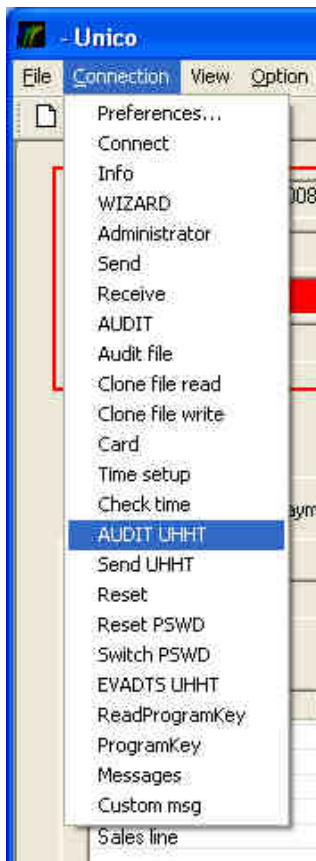 - Unico
File Connection View Option
Preferences...
Connect
Info
008
WIZARD
Administrator
Send
Receive
AUDIT
Audit file
Clone file read
Clone file write
Card
Time setup
Check time
aym
AUDIT UHHT
Send UHHT
Reset
Reset PSWD
Switch PSWD
EVADTS UHHT
ReadProgramKey
ProgramKey
Messages
Custom msg
Sales line